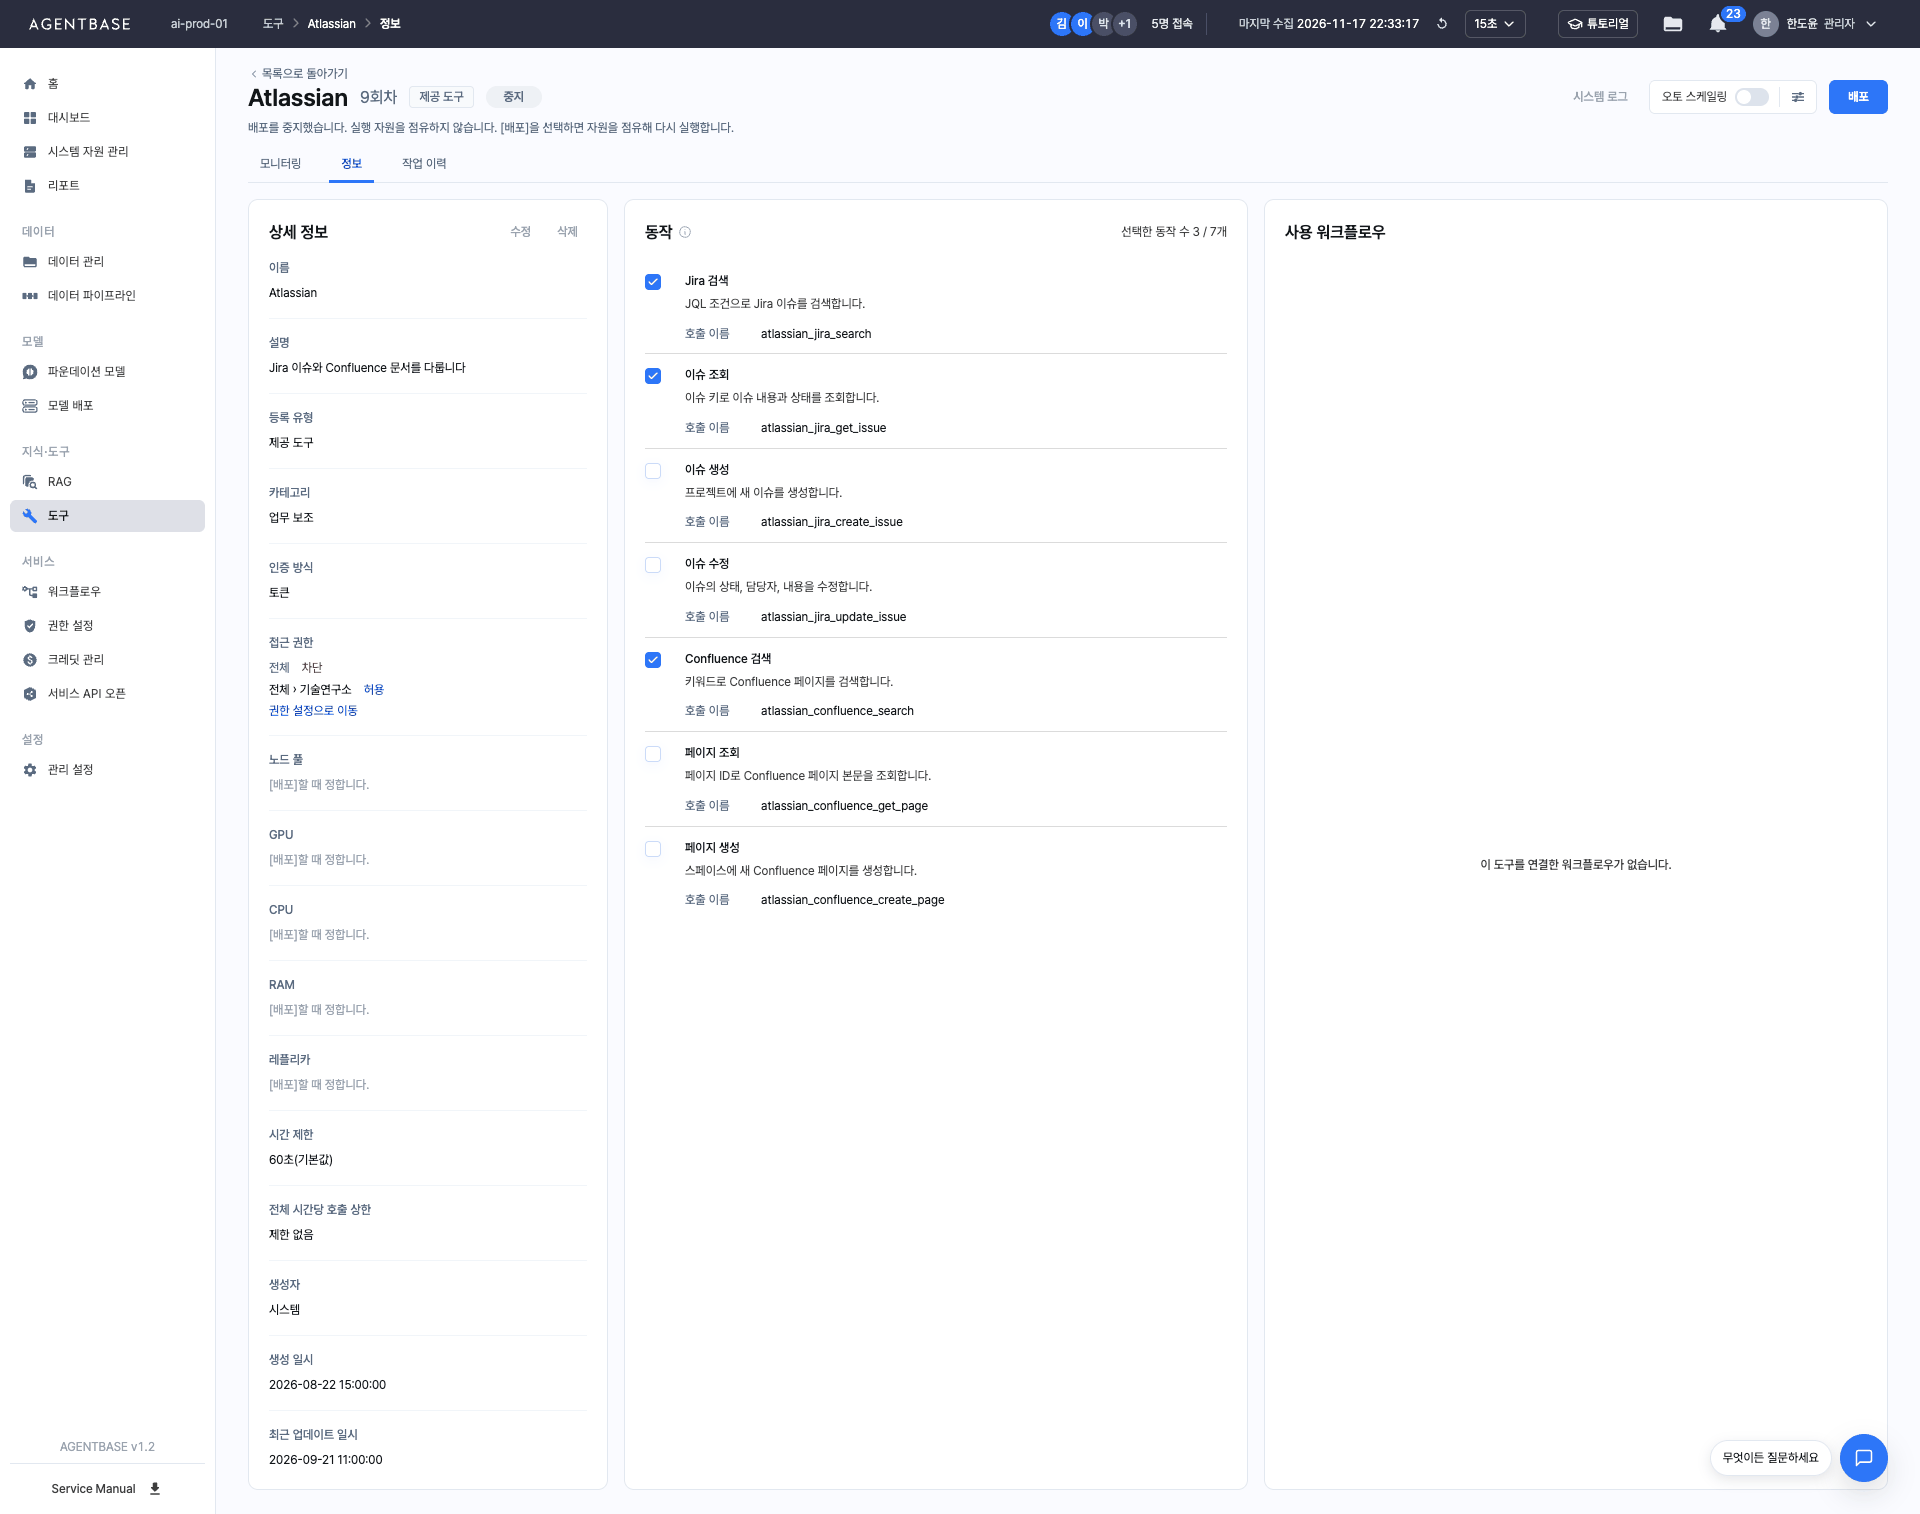 AGENTBASE
ai-prod-01
도구 > Atlassian > 정보
김 이 박 +1 5명 접속
마지막 수집 2026-11-17 22:33:17
15초
튜토리얼
23
한 한도윤 관리자
홈
대시보드
시스템 자원 관리
리포트
데이터
데이터 관리
데이터 파이프라인
모델
파운데이션 모델
모델 배포
지식·도구
RAG
도구
서비스
워크플로우
권한 설정
크레딧 관리
서비스 API 오픈
설정
관리 설정
AGENTBASE v1.2
Service Manual
목록으로 돌아가기
Atlassian 9회차 제공 도구 중지
배포를 중지했습니다. 실행 자원을 점유하지 않습니다. [배포]을 선택하면 자원을 점유해 다시 실행합니다.
시스템 로그
오토 스케일링
배포
모니터링 정보 작업 이력
상세 정보 수정 삭제
이름
Atlassian
설명
Jira 이슈와 Confluence 문서를 다룹니다
등록 유형
제공 도구
카테고리
업무 보조
인증 방식
토큰
접근 권한
전체 차단
전체 › 기술연구소 허용
권한 설정으로 이동
노드 풀
[배포]할 때 정합니다.
GPU
[배포]할 때 정합니다.
CPU
[배포]할 때 정합니다.
RAM
[배포]할 때 정합니다.
레플리카
[배포]할 때 정합니다.
시간 제한
60초(기본값)
전체 시간당 호출 상한
제한 없음
생성자
시스템
생성 일시
2026-08-22 15:00:00
최근 업데이트 일시
2026-09-21 11:00:00
동작
선택한 동작 수 3 / 7개
Jira 검색
JQL 조건으로 Jira 이슈를 검색합니다.
호출 이름 atlassian_jira_search
이슈 조회
이슈 키로 이슈 내용과 상태를 조회합니다.
호출 이름 atlassian_jira_get_issue
이슈 생성
프로젝트에 새 이슈를 생성합니다.
호출 이름 atlassian_jira_create_issue
이슈 수정
이슈의 상태, 담당자, 내용을 수정합니다.
호출 이름 atlassian_jira_update_issue
Confluence 검색
키워드로 Confluence 페이지를 검색합니다.
호출 이름 atlassian_confluence_search
페이지 조회
페이지 ID로 Confluence 페이지 본문을 조회합니다.
호출 이름 atlassian_confluence_get_page
페이지 생성
스페이스에 새 Confluence 페이지를 생성합니다.
호출 이름 atlassian_confluence_create_page
사용 워크플로우
이 도구를 연결한 워크플로우가 없습니다.
무엇이든 질문하세요